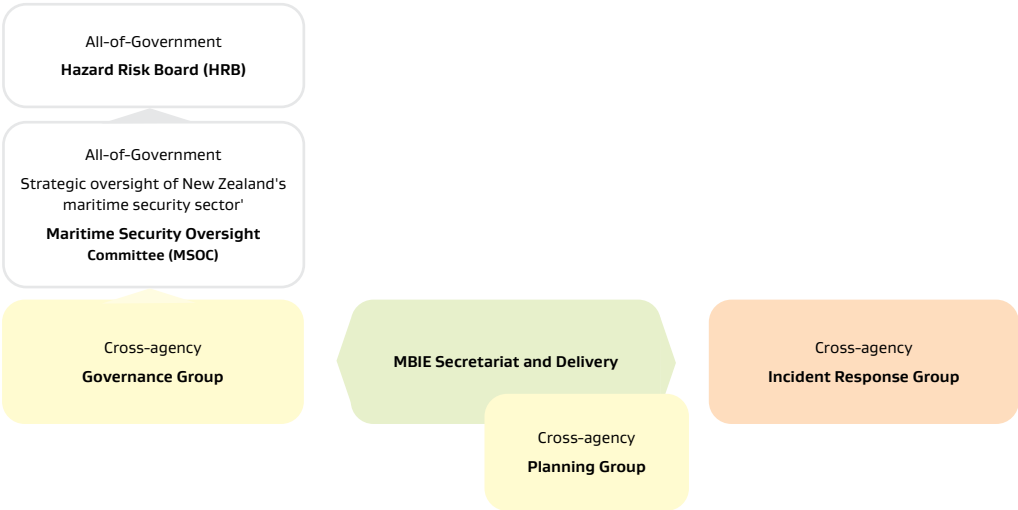 All-of-Government
Hazard Risk Board (HRB)
All-of-Government
Strategic oversight of New Zealand's
maritime security sector'
Maritime Security Oversight
Committee (MSOC)
Cross-agency
Governance Group
MBIE Secretariat and Delivery
Cross-agency
Planning Group
Cross-agency
Incident Response Group